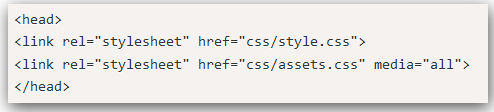 <head>
<link rel="stylesheet" href="css/style.css">
<link rel="stylesheet" href="css/assets.css" media="all">
</head>